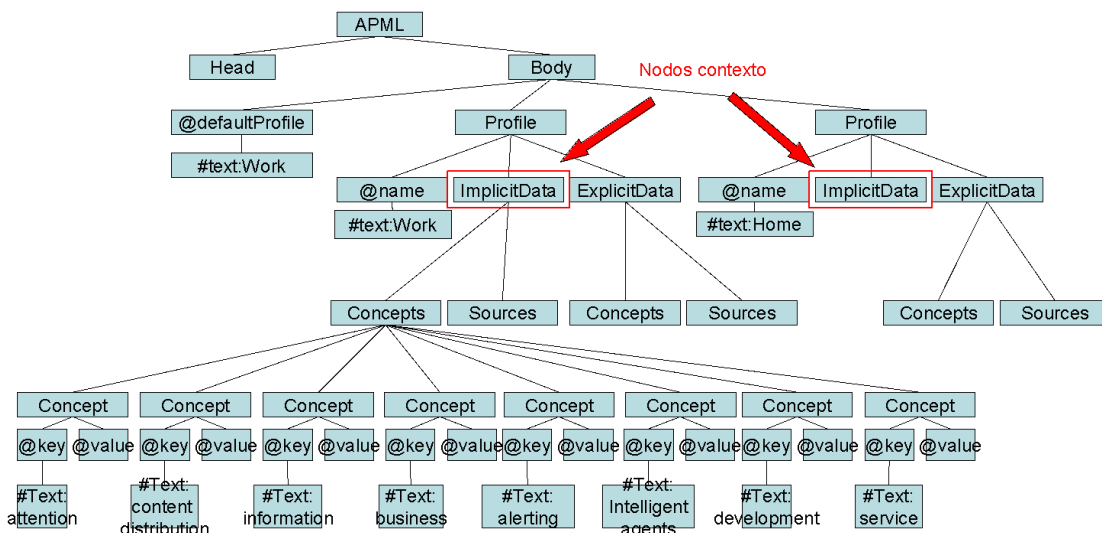 APML
Head
Body
Nodos contexto
@defaultProfile
Profile
Profile
#text:Work
@name
ImplicitData
ExplicitData
@name
ImplicitData
ExplicitData
#text:Work
#text:Home
Concepts
Sources
Concepts
Sources
Concepts
Sources
Concept
Concept
Concept
Concept
Concept
Concept
Concept
Concept
@key
@value
@key
@value
@key
@value
@key
@value
@key
@value
@key
@value
@key
@value
@key
@value
#Text:
attention
#Text:
content
distribution
#Text:
information
#Text:
business
#Text:
alerting
#Text:
Intelligent
agents
#Text:
development
#Text:
service